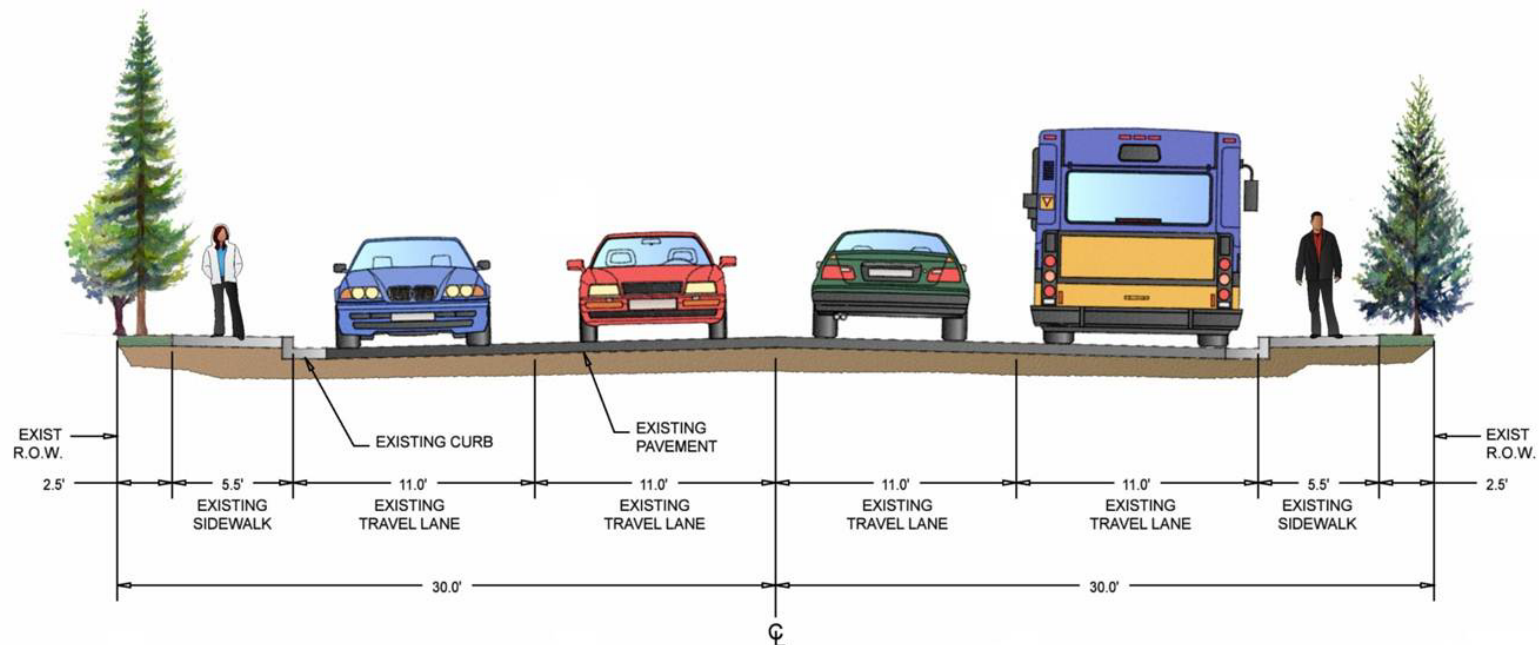 EXISTING CURB
EXISTING
PAVEMENT
EXIST
R.O.W.
EXIST
R.O.W.
2.5'
5.5'
11.0'
11.0'
11.0'
11.0'
5.5'
2.5'
EXISTING
SIDEWALK
EXISTING
TRAVEL LANE
EXISTING
TRAVEL LANE
EXISTING
TRAVEL LANE
EXISTING
TRAVEL LANE
EXISTING
SIDEWALK
30.0'
30.0'
℄